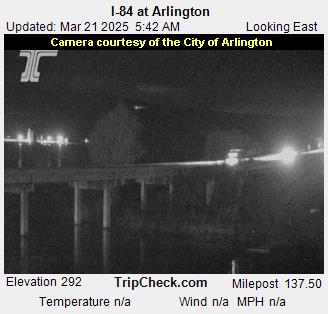 I-84 at Arlington
Updated: Mar 21 2025 5:42 AM Looking East
Camera courtesy of the City of Arlington
Elevation 292 TripCheck.com Milepost 137.50
Temperature n/a Wind n/a MPH n/a